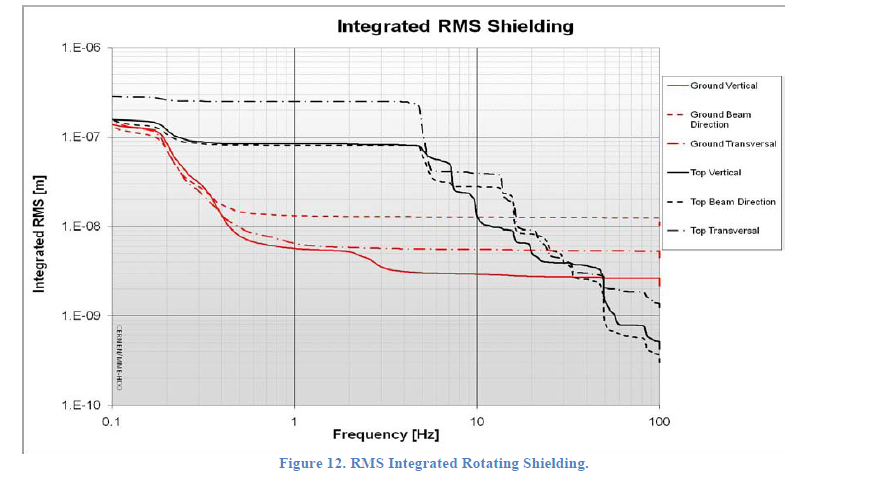 Integrated RMS Shielding
1.E-06
1.E-07
1.E-08
1.E-09
1.E-10
Integrated RMS [m]
0.1
1
10
100
Frequency [Hz]
Ground Vertical
Ground Beam
Direction
Ground Transversal
Top Vertical
Top Beam Direction
Top Transversal
Figure 12. RMS Integrated Rotating Shielding.